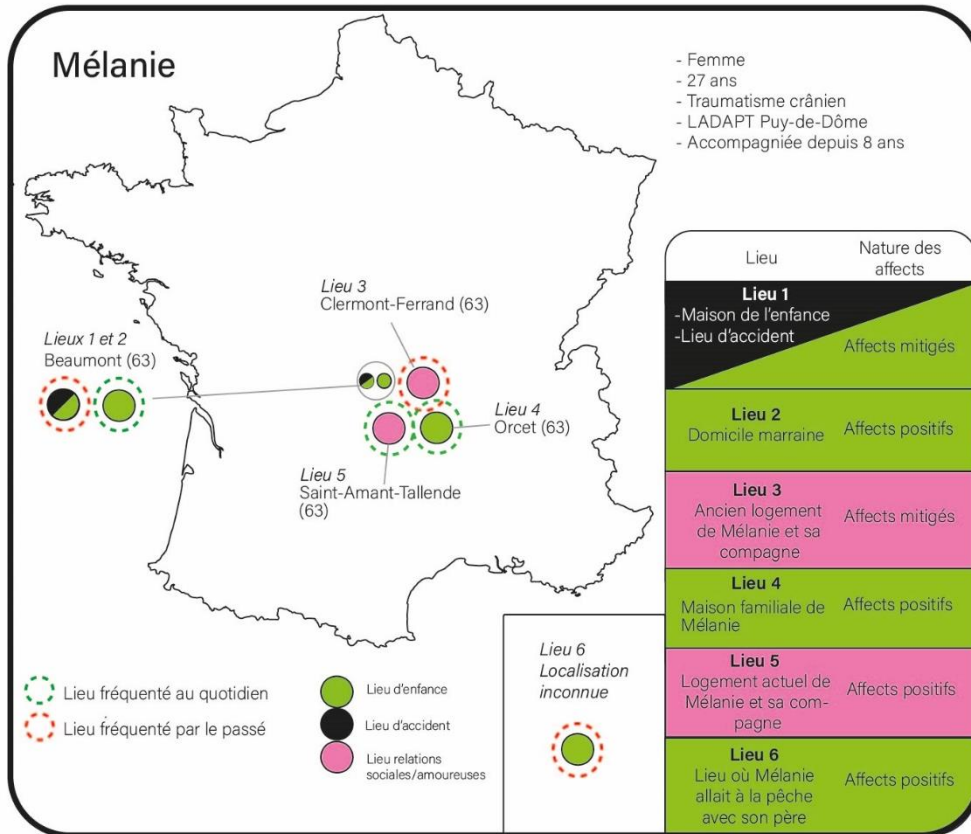 Mélanie
- Femme
- 27 ans
- Traumatisme crânien
- LADAPT Puy-de-Dôme
- Accompagniée depuis 8 ans
Lieu 3
Clermont-Ferrand (63)
Lieux 1 et 2
Beaumont (63)
Lieu 4
Orcet (63)
Lieu 5
Saint-Amant-Tallende
(63)
Lieu
Nature des
affects
Lieu 1
-Maison de l'enfance
-Lieu d'accident
Affects mitigés
Lieu 2
Domicile marraine
Affects positifs
Lieu 3
Ancien logement
de Mélanie et sa
compagne
Affects mitigés
Lieu 4
Maison familiale de
Mélanie
Affects positifs
Lieu 5
Logement actuel de
Mélanie et sa com-
pagne
Affects positifs
Lieu 6
Lieu où Mélanie
allait à la pêche
avec son père
Affects positifs
Lieu 6
Localisation
inconnue
Lieu fréquenté au quotidien
Lieu fréquenté par le passé
Lieu d'enfance
Lieu d'accident
Lieu relations
sociales/amoureuses